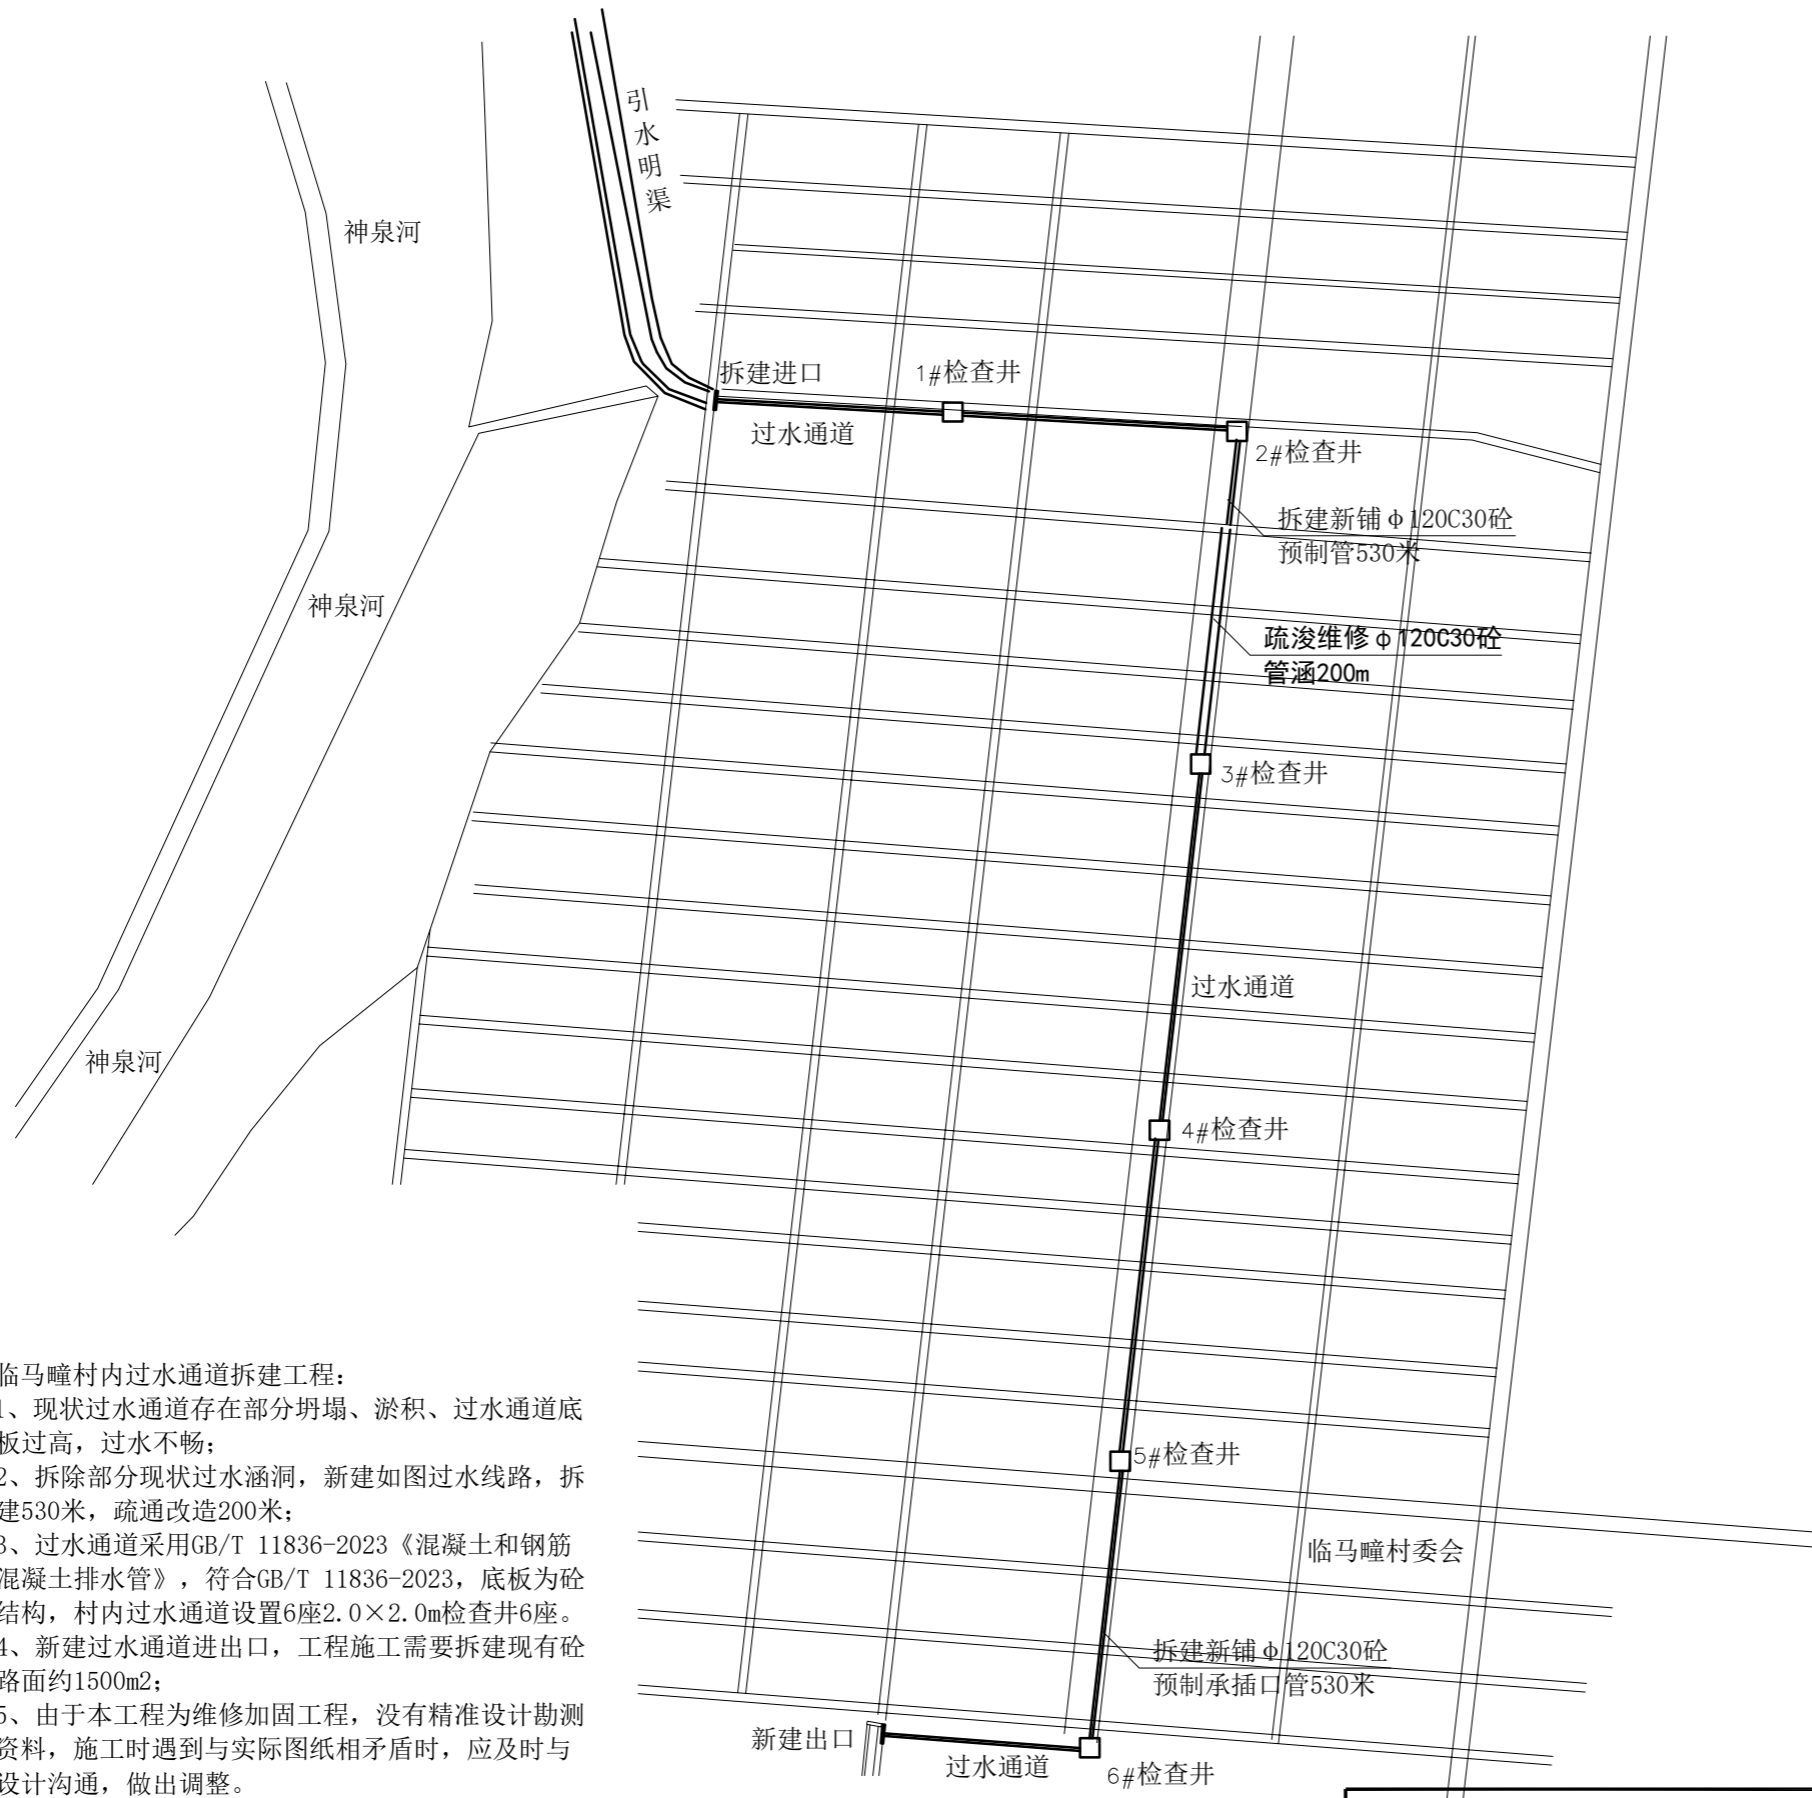 引水明渠
神泉河
拆建进口
1#检查井
过水通道
2#检查井
拆建新铺φ120C30砼
预制管530米
神泉河
疏浚维修φ120C30砼
管涵200m
3#检查井
过水通道
神泉河
4#检查井
5#检查井
临马疃村委会
拆建新铺φ120C30砼
预制承插口管530米
新建出口
过水通道
6#检查井
临马疃村内过水通道拆建工程：
1、现状过水通道存在部分坍塌、淤积、过水通道底
板过高，过水不畅；
2、拆除部分现状过水涵洞，新建如图过水线路，拆
建530米，疏通改造200米；
3、过水通道采用GB/T 11836-2023《混凝土和钢筋
混凝土排水管》，符合GB/T 11836-2023，底板为砼
结构，村内过水通道设置6座2.0×2.0m检查井6座。
4、新建过水通道进出口，工程施工需要拆建现有砼
路面约1500m2；
5、由于本工程为维修加固工程，没有精准设计勘测
资料，施工时遇到与实际图纸相矛盾时，应及时与
设计沟通，做出调整。